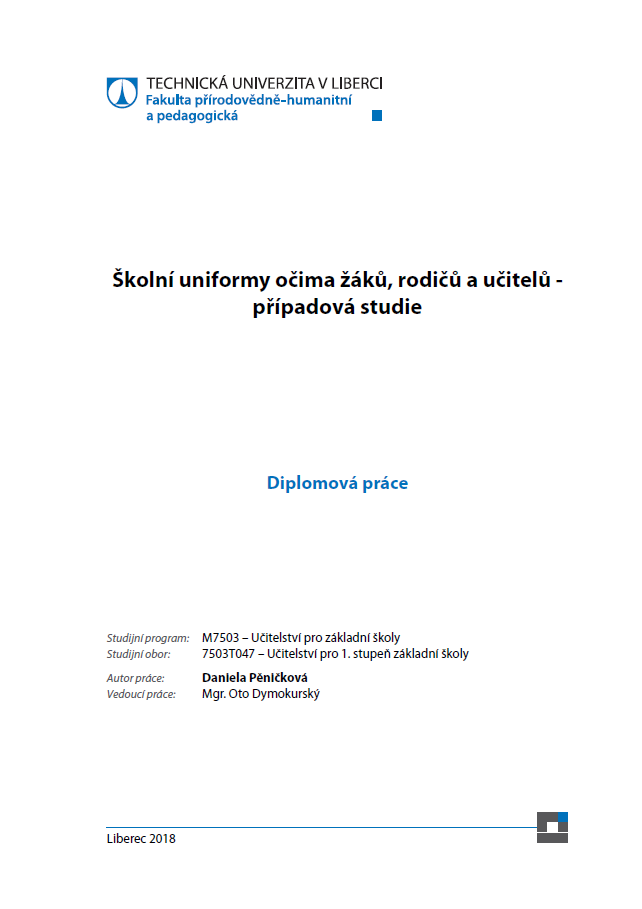 TECHNICKÁ UNIVERZITA V LIBERCI
Fakulta přírodovědně-humanitní
a pedagogická
Školní uniformy očima žáků, rodičů a učitelů -
případová studie
Diplomová práce
Studijní program: M7503 – Učitelství pro základní školy
Studijní obor: 7503T047 – Učitelství pro 1. stupeň základní školy
Autor práce: Daniela Pěničková
Vedoucí práce: Mgr. Oto Dymokurský
Liberec 2018